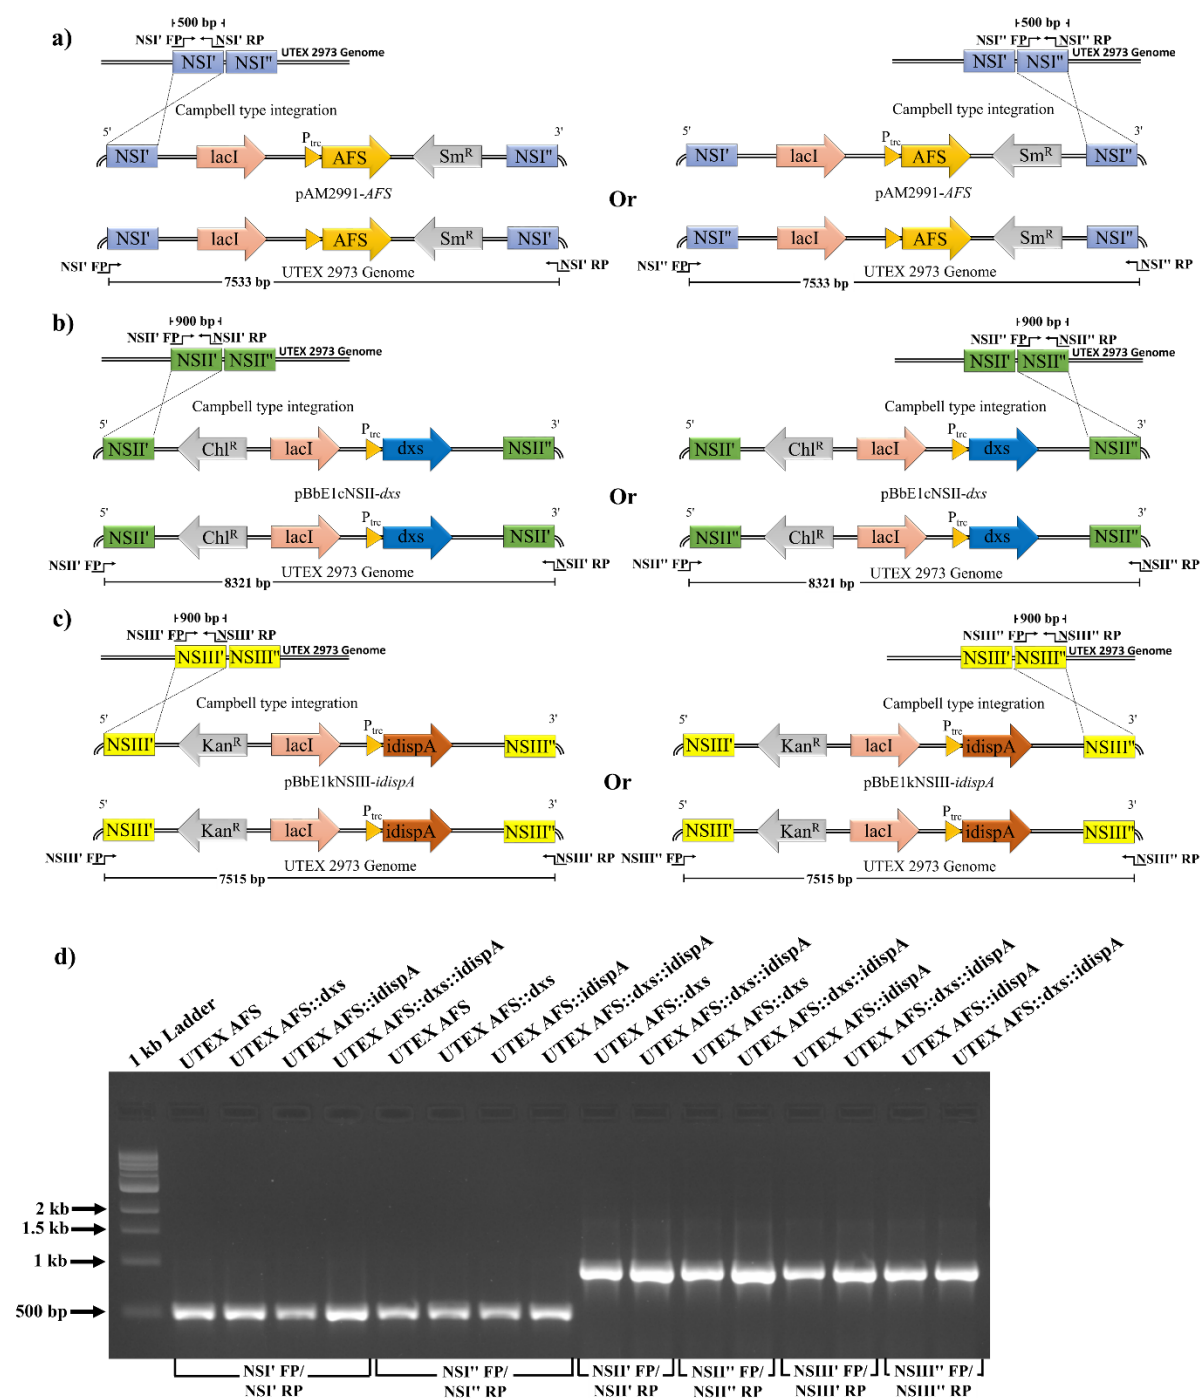 a)
500 bp
NSI' FP
NSI' RP
UTEX 2973 Genome
NSI'
NSI"
Campbell type integration
5'
3'
NSI'
lacI
Ptrc
AFS
SmR
NSI"
pAM2991-AFS
NSI'
lacI
AFS
SmR
NSI'
NSI' FP
UTEX 2973 Genome
NSI' RP
7533 bp
Or
500 bp
NSI" FP
NSI" RP
UTEX 2973 Genome
NSI'
NSI"
Campbell type integration
5'
3'
NSI'
lacI
Ptrc
AFS
SmR
NSI"
pAM2991-AFS
NSI"
lacI
AFS
SmR
NSI"
NSI" FP
UTEX 2973 Genome
NSI" RP
7533 bp
b)
900 bp
NSII' FP
NSII' RP
UTEX 2973 Genome
NSII'
NSII"
Campbell type integration
5'
3'
NSII'
ChlR
lacI
Ptrc
dxs
NSII"
pBbE1cNSII-dxs
5'
3'
NSII'
ChlR
lacI
Ptrc
dxs
NSII'
NSII' FP
UTEX 2973 Genome
NSII' RP
8321 bp
Or
900 bp
NSII" FP
NSII" RP
UTEX 2973 Genome
NSII'
NSII"
Campbell type integration
5'
3'
NSII'
ChlR
lacI
Ptrc
dxs
NSII"
pBbE1cNSII-dxs
5'
3'
NSII"
ChlR
lacI
Ptrc
dxs
NSII"
NSII" FP
UTEX 2973 Genome
NSII" RP
8321 bp
c)
900 bp
NSIII' FP
NSIII' RP
UTEX 2973 Genome
NSIII'
NSIII"
Campbell type integration
5'
3'
NSIII'
KanR
lacI
Ptrc
idispA
NSIII"
pBbE1kNSIII-idispA
5'
3'
NSIII'
KanR
lacI
Ptrc
idispA
NSIII"
NSIII' FP
UTEX 2973 Genome
NSIII' RP
7515 bp
Or
900 bp
NSIII" FP
NSIII" RP
UTEX 2973 Genome
NSIII'
NSIII"
Campbell type integration
5'
3'
NSIII'
KanR
lacI
Ptrc
idispA
NSIII"
pBbE1kNSIII-idispA
5'
3'
NSIII'
KanR
lacI
Ptrc
idispA
NSIII"
NSIII" FP
UTEX 2973 Genome
NSIII" RP
7515 bp
d)
1 kb Ladder
UTEX AFS
UTEX AFS::dxs
UTEX AFS::idispA
UTEX AFS::dxs::idispA
UTEX AFS
UTEX AFS::dxs
UTEX AFS::idispA
UTEX AFS::dxs::idispA
UTEX AFS::dxs
UTEX AFS::dxs::idispA
UTEX AFS::dxs
UTEX AFS::dxs::idispA
UTEX AFS::idispA
UTEX AFS::dxs::idispA
UTEX AFS::idispA
UTEX AFS::dxs::idispA
2 kb
1.5 kb
1 kb
500 bp
NSI' FP/
NSI' RP
NSI" FP/
NSI" RP
NSII' FP/
NSII' RP
NSII" FP/
NSII" RP
NSIII' FP/
NSIII' RP
NSIII" FP/
NSIII" RP